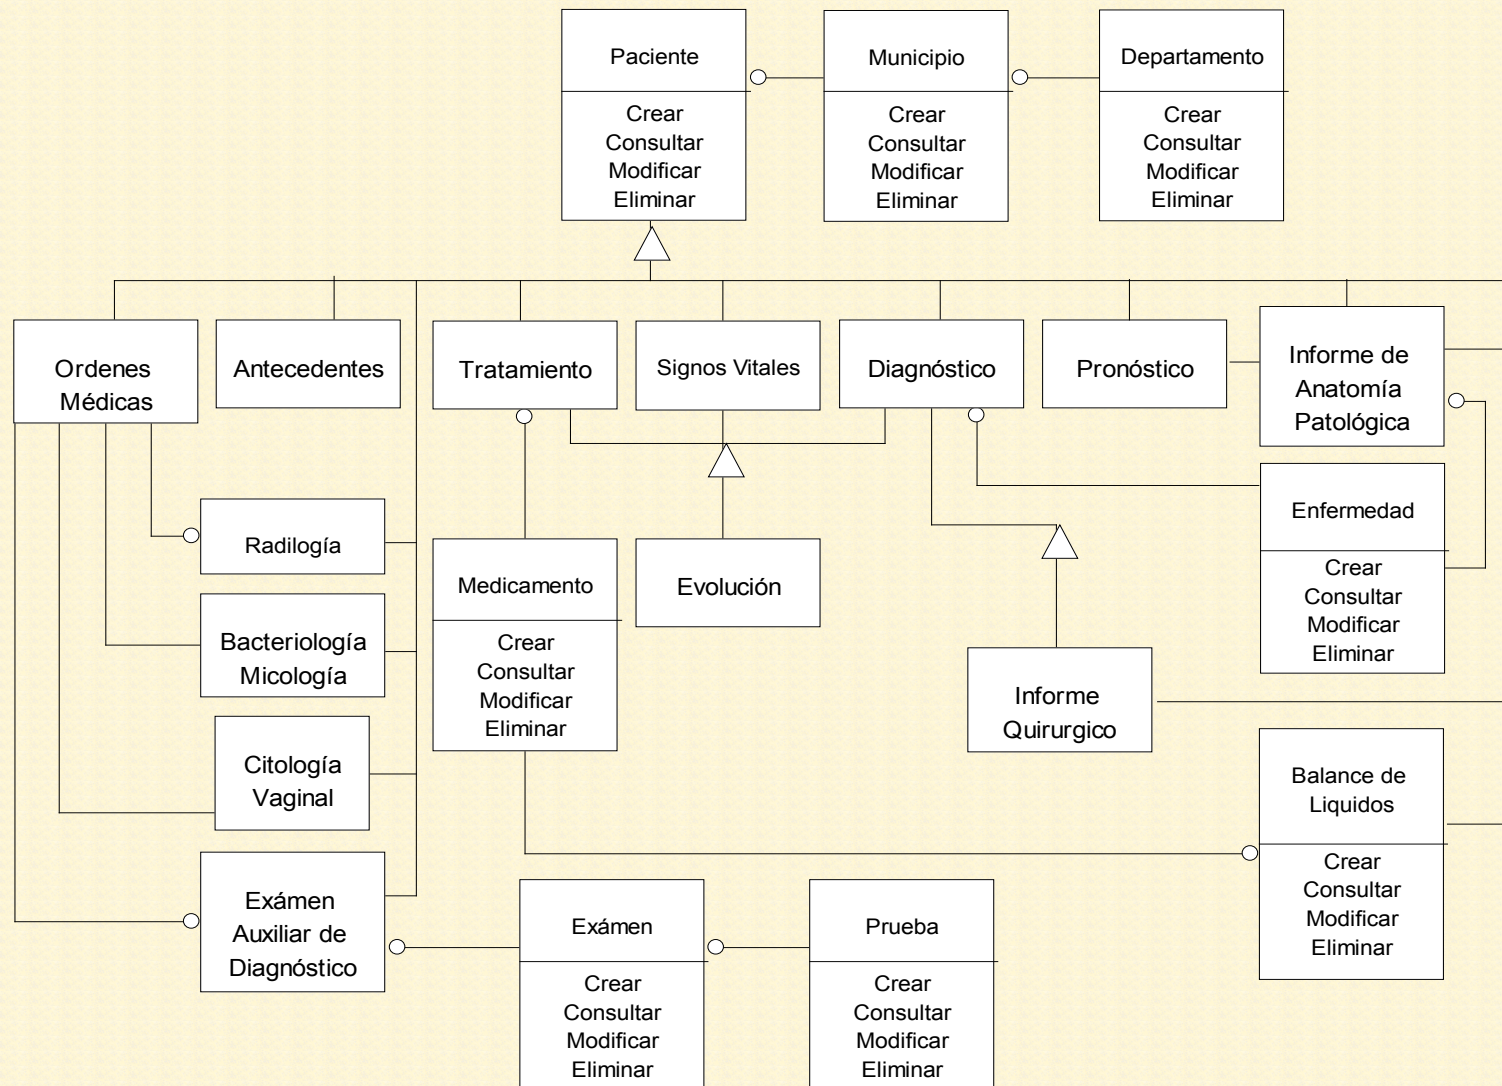 Paciente
Crear
Consultar
Modificar
Eliminar
Municipio
Crear
Consultar
Modificar
Eliminar
Departamento
Crear
Consultar
Modificar
Eliminar
Ordenes
Médicas
Antecedentes
Tratamiento
Signos Vitales
Diagnóstico
Pronóstico
Informe de
Anatomía
Patológica
Radilogía
Bacteriología
Micología
Citología
Vaginal
Exámen
Auxiliar de
Diagnóstico
Medicamento
Crear
Consultar
Modificar
Eliminar
Evolución
Informe
Quirurgico
Enfermedad
Crear
Consultar
Modificar
Eliminar
Balance de
Liquidos
Crear
Consultar
Modificar
Eliminar
Exámen
Crear
Consultar
Modificar
Eliminar
Prueba
Crear
Consultar
Modificar
Eliminar